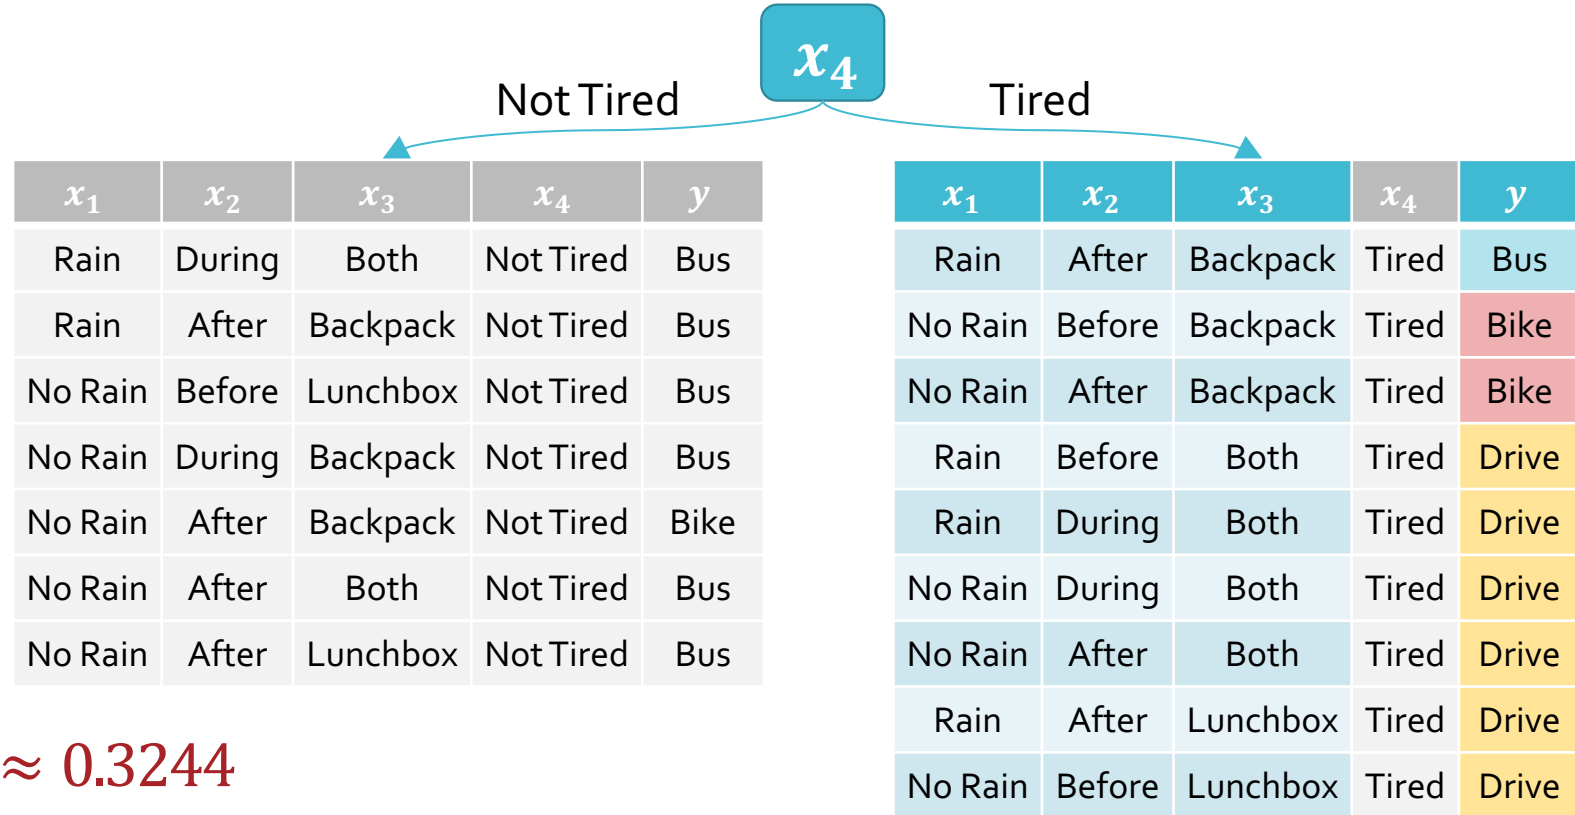 x₄
Not Tired Tired
x₁ x₂ x₃ x₄ y
Rain During Both Not Tired Bus
Rain After Backpack Not Tired Bus
No Rain Before Lunchbox Not Tired Bus
No Rain During Backpack Not Tired Bus
No Rain After Backpack Not Tired Bike
No Rain After Both Not Tired Bus
No Rain After Lunchbox Not Tired Bus
≈ 0.3244
x₁ x₂ x₃ x₄ y
Rain After Backpack Tired Bus
No Rain Before Backpack Tired Bike
No Rain After Backpack Tired Bike
Rain Before Both Tired Drive
Rain During Both Tired Drive
No Rain During Both Tired Drive
No Rain After Both Tired Drive
Rain After Lunchbox Tired Drive
No Rain Before Lunchbox Tired Drive